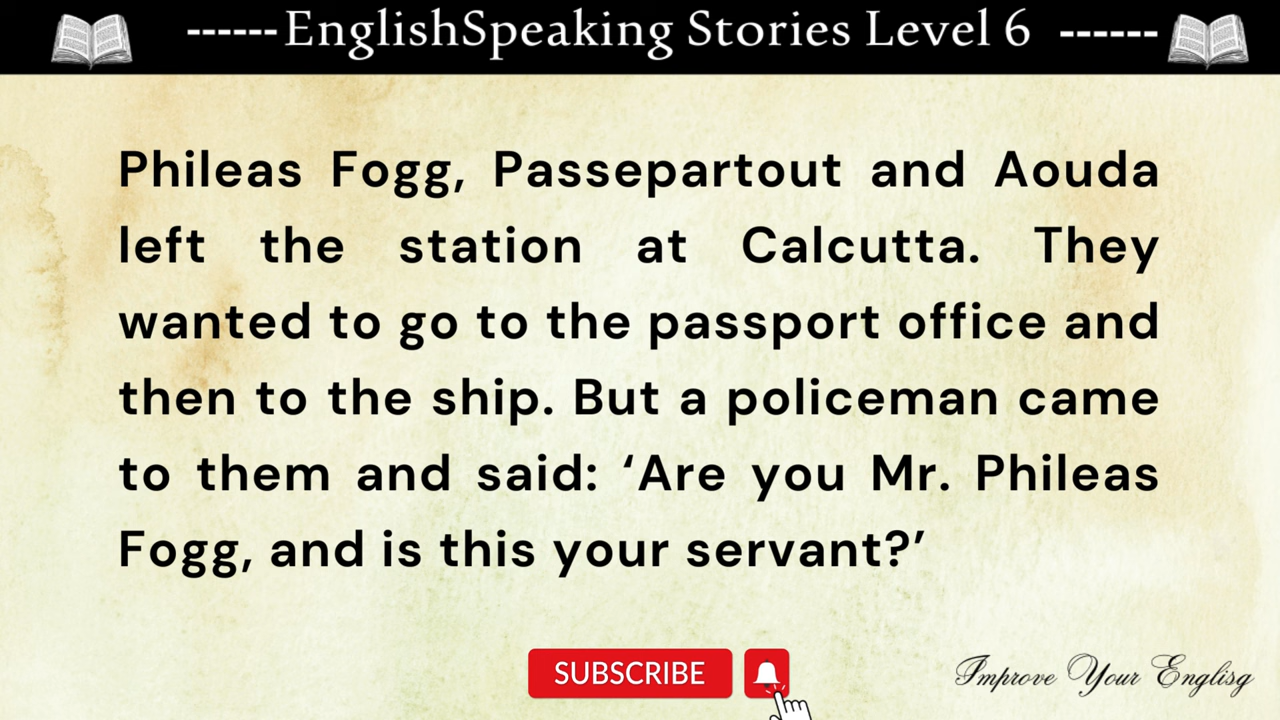 ------EnglishSpeaking Stories Level 6 ------
Phileas Fogg, Passepartout and Aouda
left the station at Calcutta. They
wanted to go to the passport office and
then to the ship. But a policeman came
to them and said: ‘Are you Mr. Phileas
Fogg, and is this your servant?’
SUBSCRIBE
Improve Your Englisg